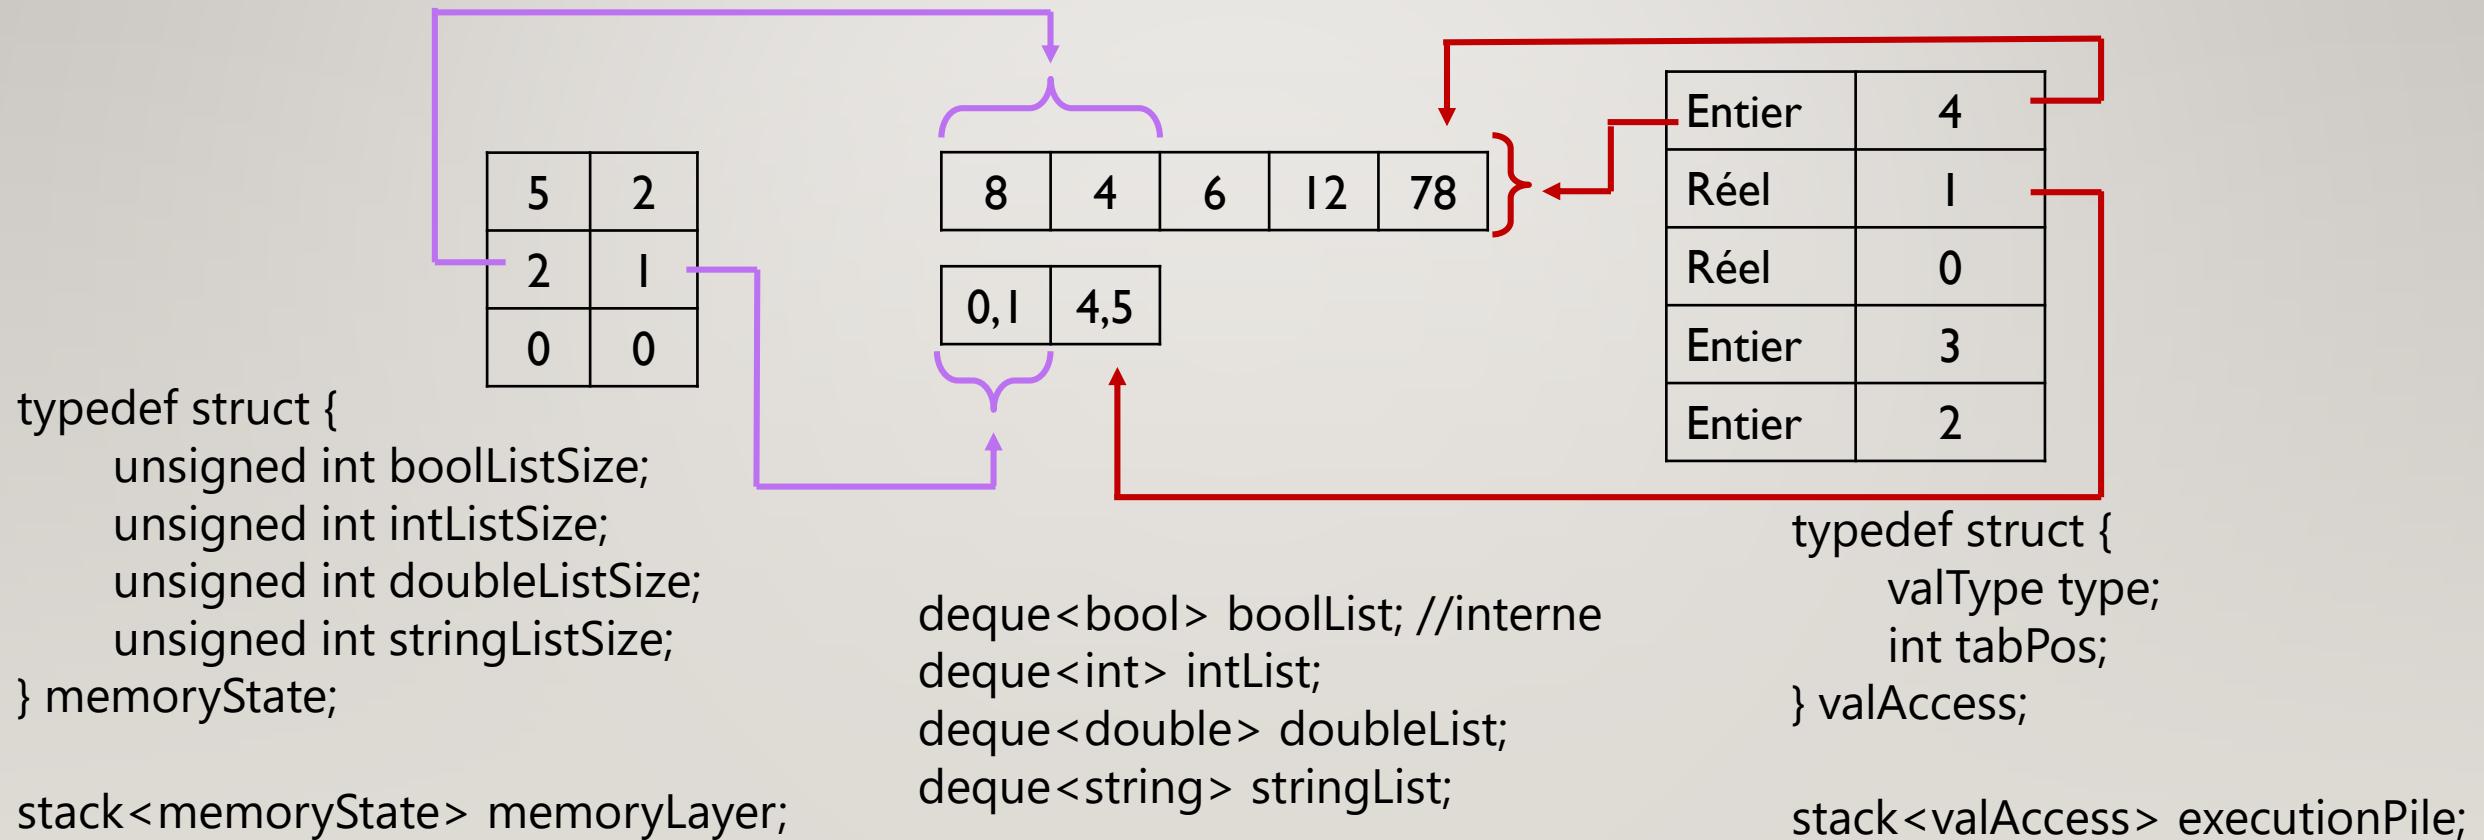 5 2
2 1
0 0
8 4 6 12 78
0,1 4,5
Entier 4
Réel 1
Réel 0
Entier 3
Entier 2
typedef struct {
unsigned int boolListSize;
unsigned int intListSize;
unsigned int doubleListSize;
unsigned int stringListSize;
} memoryState;
stack<memoryState> memoryLayer;
deque<bool> boolList; //interne
deque<int> intList;
deque<double> doubleList;
deque<string> stringList;
typedef struct {
valType type;
int tabPos;
} valAccess;
stack<valAccess> executionPile;